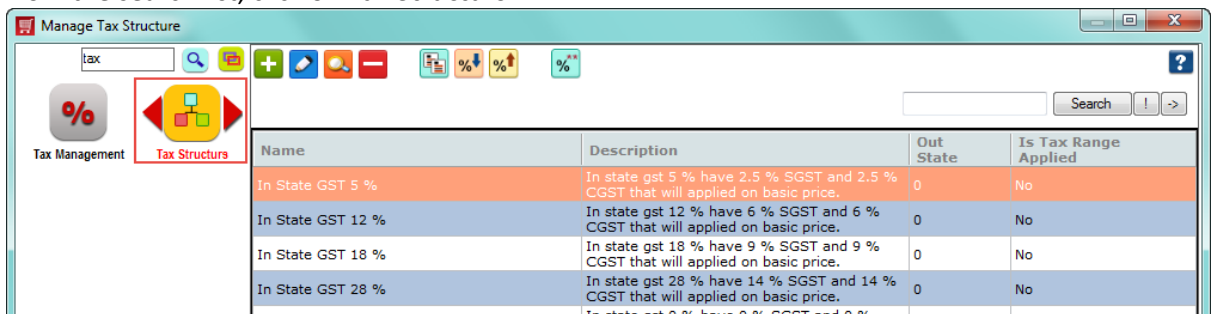 Manage Tax Structure
tax
%
%
%
%**
?
Search
!
->
Tax Management
Tax Structure
Name
Description
Out
State
Is Tax Range
Applied
In State GST 5 %
In state gst 5 % have 2.5 % SGST and 2.5 %
CGST that will applied on basic price.
0
No
In State GST 12 %
In state gst 12 % have 6 % SGST and 6 %
CGST that will applied on basic price.
0
No
In State GST 18 %
In state gst 18 % have 9 % SGST and 9 %
CGST that will applied on basic price.
0
No
In State GST 28 %
In state gst 28 % have 14 % SGST and 14 %
CGST that will applied on basic price.
0
No